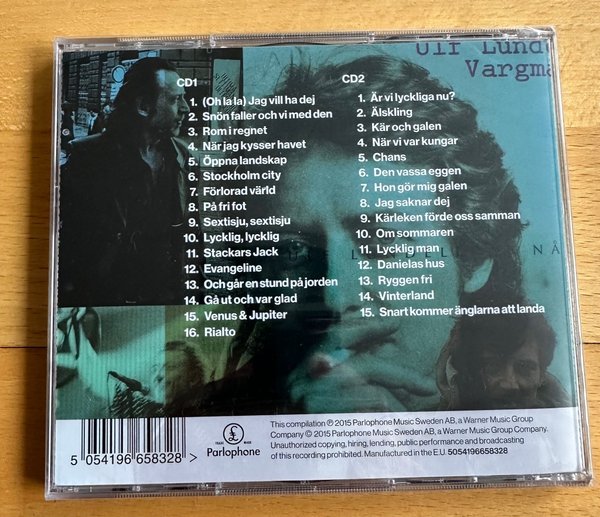 Ulf Lund
Vargma
CD1
1. (Oh la la) Jag vill ha dej
2. Snön faller och vi med den
3. Rom i regnet
4. När jag kysser havet
5. Öppna landskap
6. Stockholm city
7. Förlorad värld
8. På fri fot
9. Sextisju, sextisju
10. Lycklig, lycklig
11. Stackars Jack
12. Evangeline
13. Och går en stund på jorden
14. Gå ut och var glad
15. Venus & Jupiter
16. Rialto
CD2
1. Är vi lyckliga nu?
2. Älskling
3. Kär och galen
4. När vi var kungar
5. Chans
6. Den vassa eggen
7. Hon gör mig galen
8. Jag saknar dej
9. Kärleken förde oss samman
10. Om sommaren
11. Lycklig man
12. Danielas hus
13. Ryggen fri
14. Vinterland
15. Snart kommer änglarna att landa
5 054196 658328 >
TRADE MARK
Parlophone
This compilation ℗ 2015 Parlophone Music Sweden AB, a Warner Music Group
Company © 2015 Parlophone Music Sweden AB, a Warner Music Group Company.
Unauthorized copying, hiring, lending, public performance and broadcasting
of this recording prohibited. Manufactured in the E.U. 5054196658328